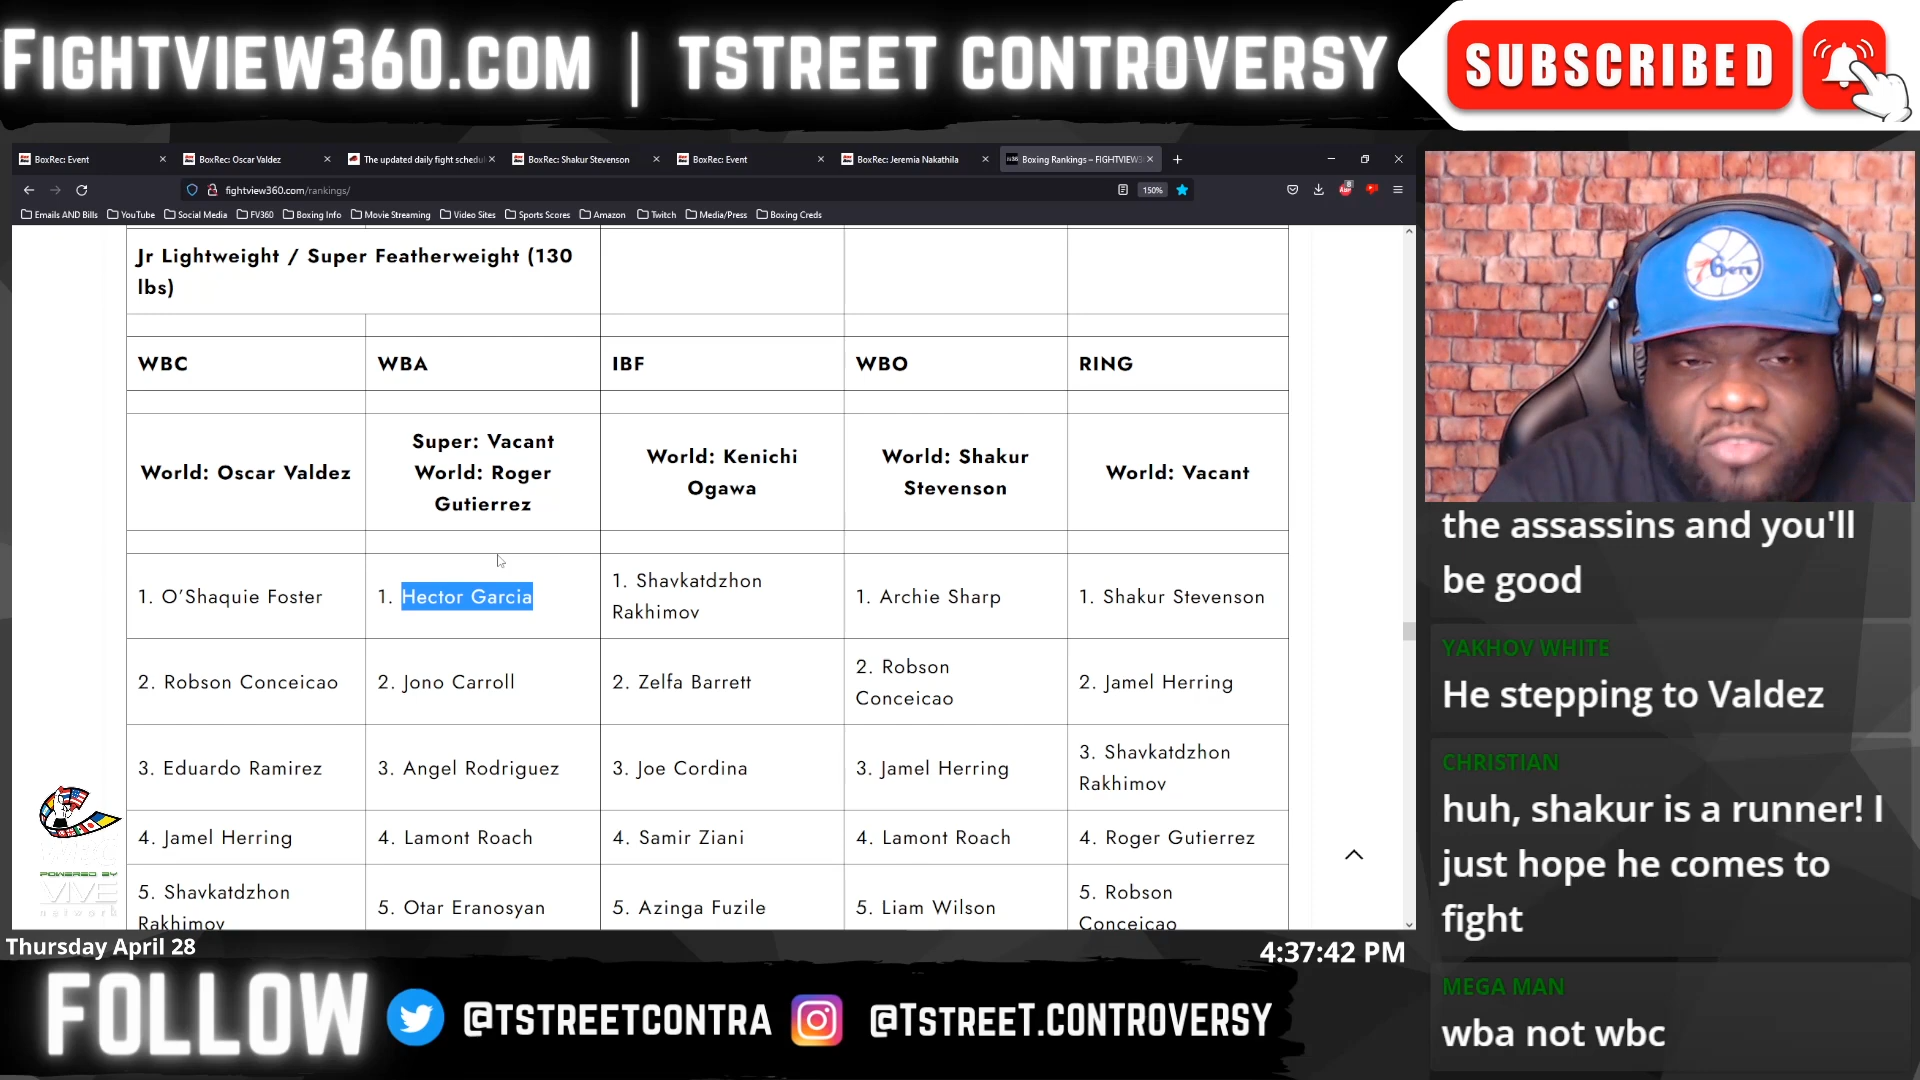 FIGHTVIEW360.COM | TSTREET CONTROVERSY
SUBSCRIBED
BoxRec: Event
BoxRec: Oscar Valdez
The updated daily fight schedul
BoxRec: Shakur Stevenson
BoxRec: Event
BoxRec: Jeremia Nakathila
Boxing Rankings – FIGHTVIEW3
fightview360.com/rankings/
150%
Emails AND Bills
YouTube
Social Media
FV360
Boxing Info
Movie Streaming
Video Sites
Sports Scores
Amazon
Twitch
Media/Press
Boxing Creds
Jr Lightweight / Super Featherweight (130
lbs)
WBC
WBA
IBF
WBO
RING
World: Oscar Valdez
Super: Vacant
World: Roger
Gutierrez
World: Kenichi
Ogawa
World: Shakur
Stevenson
World: Vacant
1. O’Shaquie Foster
1. Hector Garcia
1. Shavkatdzhon
Rakhimov
1. Archie Sharp
1. Shakur Stevenson
2. Robson Conceicao
2. Jono Carroll
2. Zelfa Barrett
2. Robson
Conceicao
2. Jamel Herring
3. Eduardo Ramirez
3. Angel Rodriguez
3. Joe Cordina
3. Jamel Herring
3. Shavkatdzhon
Rakhimov
4. Jamel Herring
4. Lamont Roach
4. Samir Ziani
4. Lamont Roach
4. Roger Gutierrez
5. Shavkatdzhon
Rakhimov
5. Otar Eranosyan
5. Azinga Fuzile
5. Liam Wilson
5. Robson
Conceicao
POWERED BY
VIVE
network
76ers
the assassins and you'll
be good
YAKHOV WHITE
He stepping to Valdez
CHRISTIAN
huh, shakur is a runner! I
just hope he comes to
fight
MEGA MAN
wba not wbc
Thursday April 28
4:37:42 PM
FOLLOW
@TSTREETCONTRA
@TSTREET.CONTROVERSY